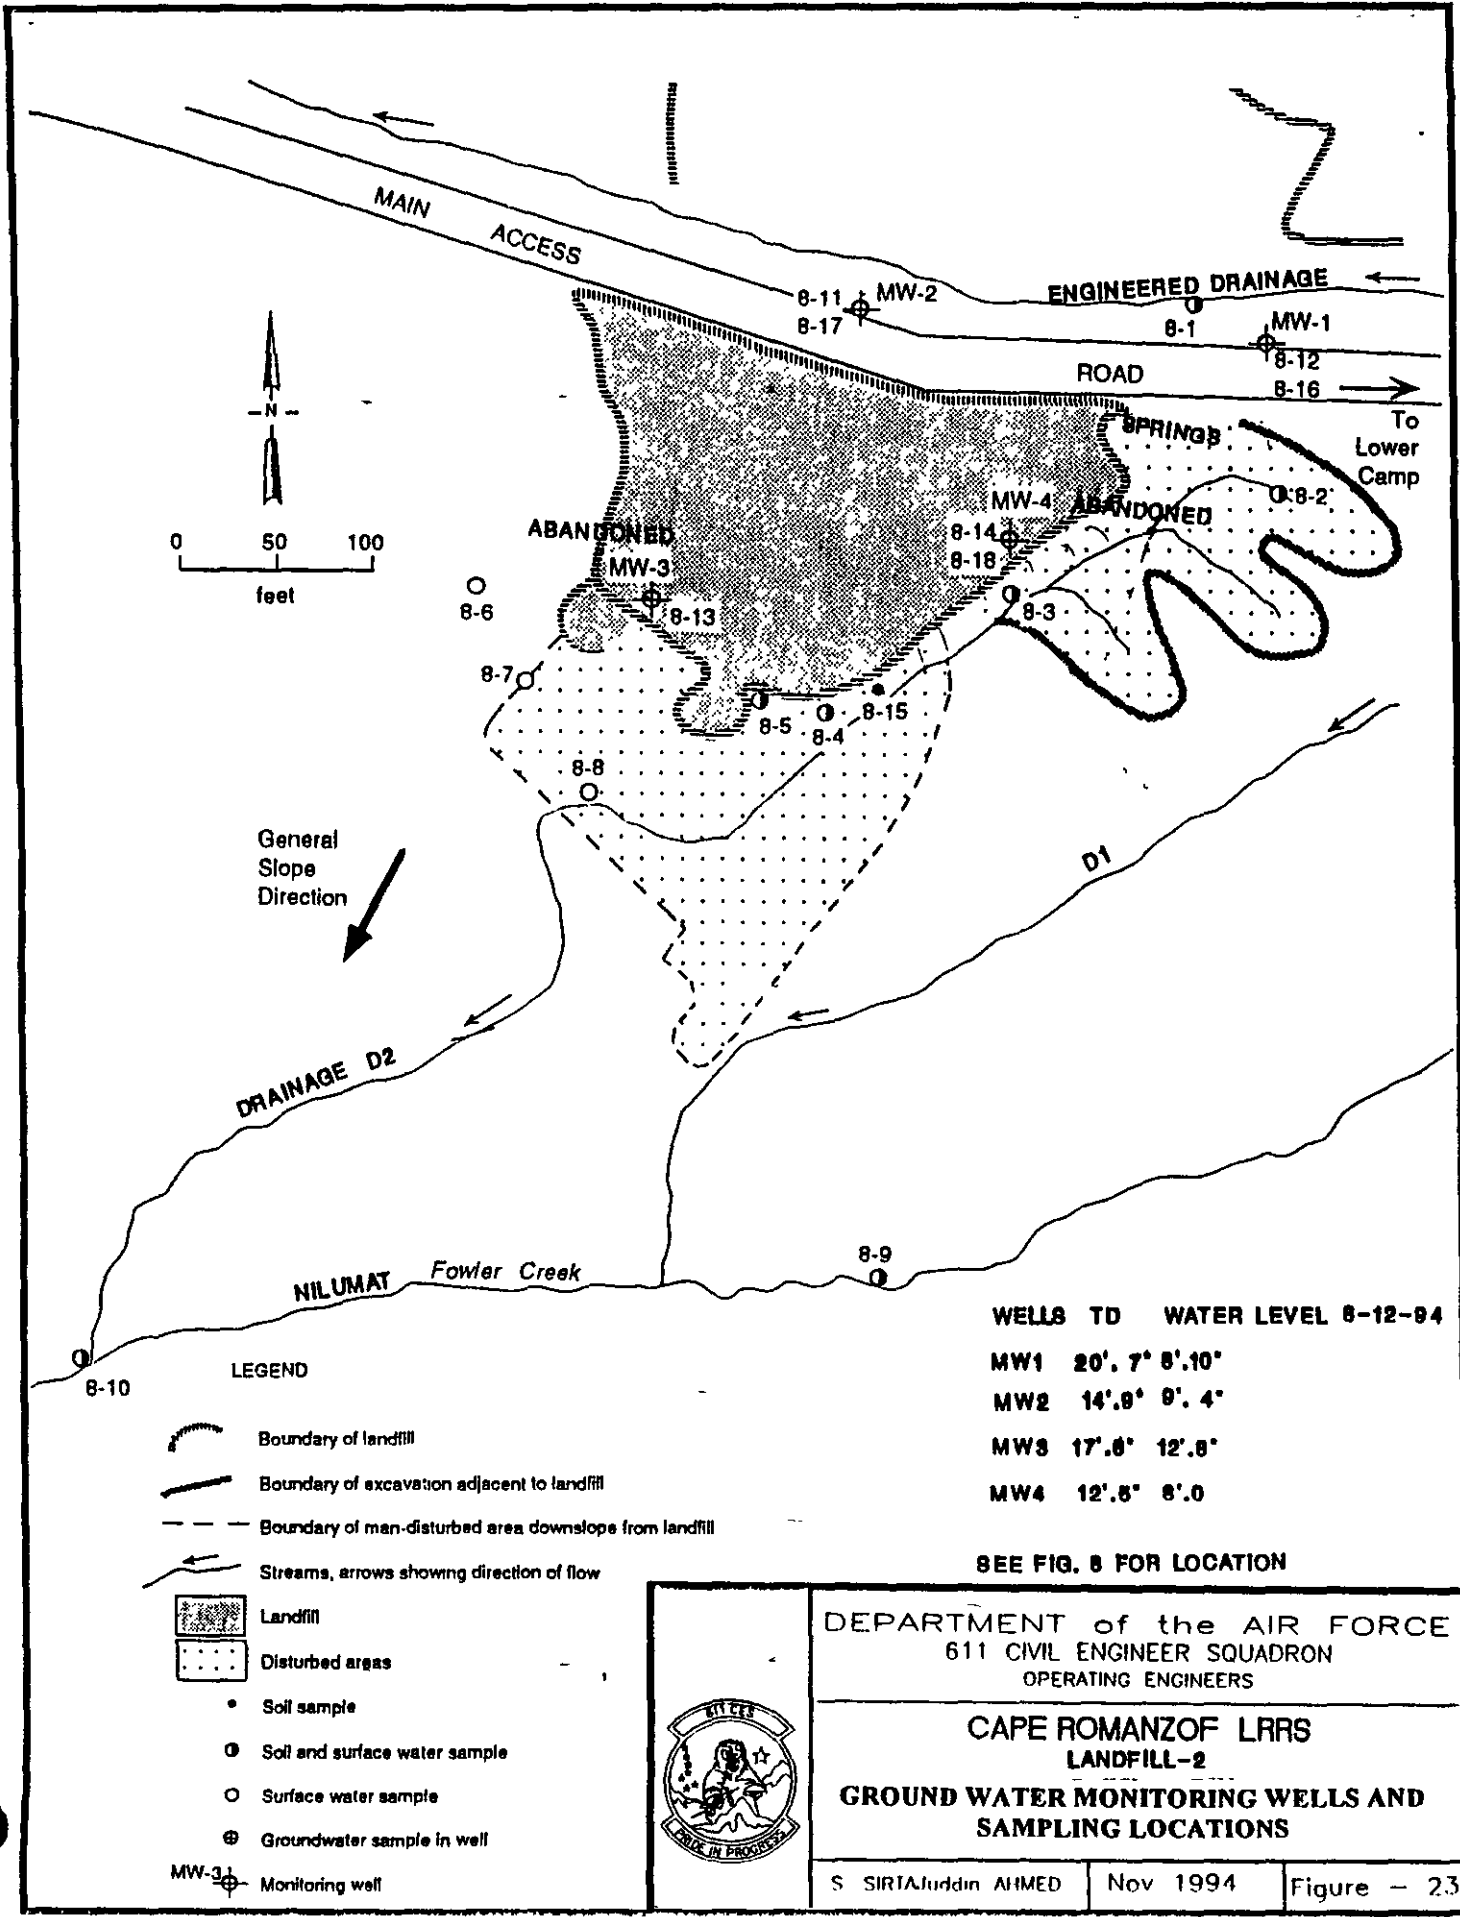 MAIN ACCESS
ENGINEERED DRAINAGE
8-11 MW-2
8-17
8-1
MW-1
8-12
8-16
ROAD
To
Lower
Camp
SPRINGS
8-2
N
0 50 100
feet
ABANDONED
MW-3
8-13
MW-4
8-14
8-18
ABANDONED
8-3
8-6
8-7
8-5
8-4
8-15
8-8
General
Slope
Direction
D1
DRAINAGE D2
NILUMAT
Fowler Creek
8-9
8-10
WELLS TD WATER LEVEL 8-12-94
MW1 20'. 7" 8'.10"
MW2 14'.9" 9'. 4"
MW3 17'.6" 12'.8"
MW4 12'.5" 8'.0
SEE FIG. 8 FOR LOCATION
LEGEND
Boundary of landfill
Boundary of excavation adjacent to landfill
Boundary of man-disturbed area downslope from landfill
Streams, arrows showing direction of flow
Landfill
Disturbed areas
Soil sample
Soil and surface water sample
Surface water sample
Groundwater sample in well
MW-3 Monitoring well
611 CES
PRIDE IN PROGRESS
DEPARTMENT of the AIR FORCE
611 CIVIL ENGINEER SQUADRON
OPERATING ENGINEERS
CAPE ROMANZOF LRRS
LANDFILL-2
GROUND WATER MONITORING WELLS AND
SAMPLING LOCATIONS
S SIRTAJuddin AHMED
Nov 1994
Figure - 23